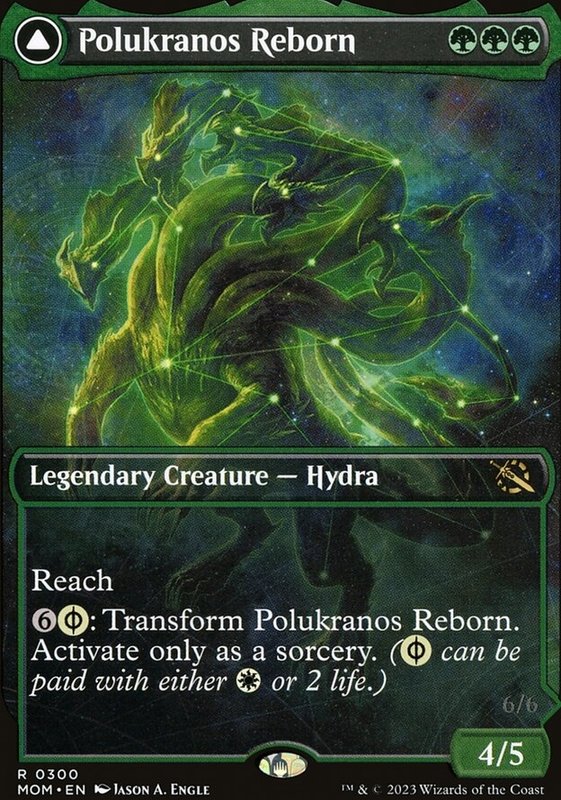 Polukranos Reborn
Legendary Creature — Hydra
Reach
6: Transform Polukranos Reborn.
Activate only as a sorcery. ( can be
paid with either or 2 life.)
6/6
4/5
R 0300
MOM • EN Jason A. Engle
™ & © 2023 Wizards of the Coast